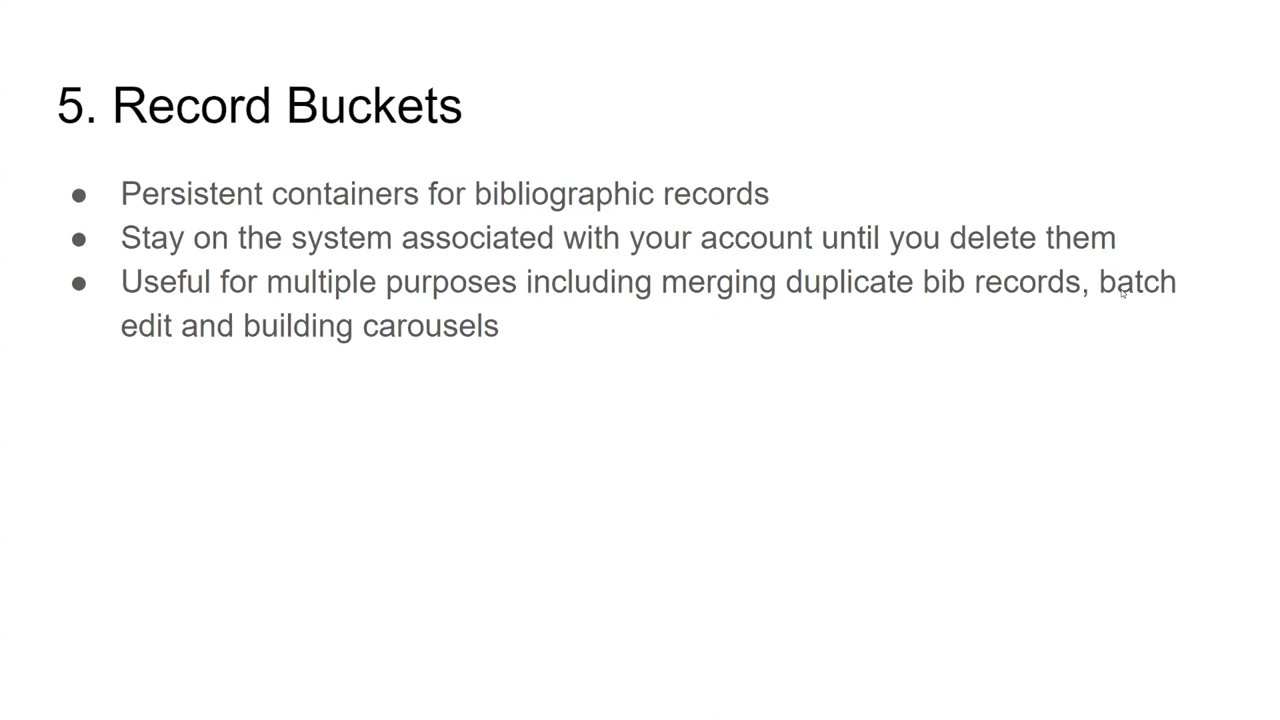 5. Record Buckets
● Persistent containers for bibliographic records
● Stay on the system associated with your account until you delete them
● Useful for multiple purposes including merging duplicate bib records, batch
edit and building carousels